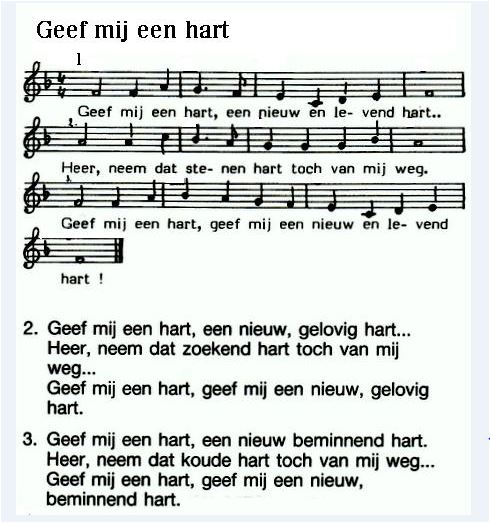 Geef mij een hart
1
Geef mij een hart, een nieuw en le- vend hart..
2.
Heer, neem dat ste- nen hart toch van mij weg.
3.
Geef mij een hart, geef mij een nieuw en le- vend
hart !
2. Geef mij een hart, een nieuw, gelovig hart...
Heer, neem dat zoekend hart toch van mij
weg...
Geef mij een hart, geef mij een nieuw, gelovig
hart.
3. Geef mij een hart, een nieuw beminnend hart.
Heer, neem dat koude hart toch van mij weg...
Geef mij een hart, geef mij een nieuw,
beminnend hart.